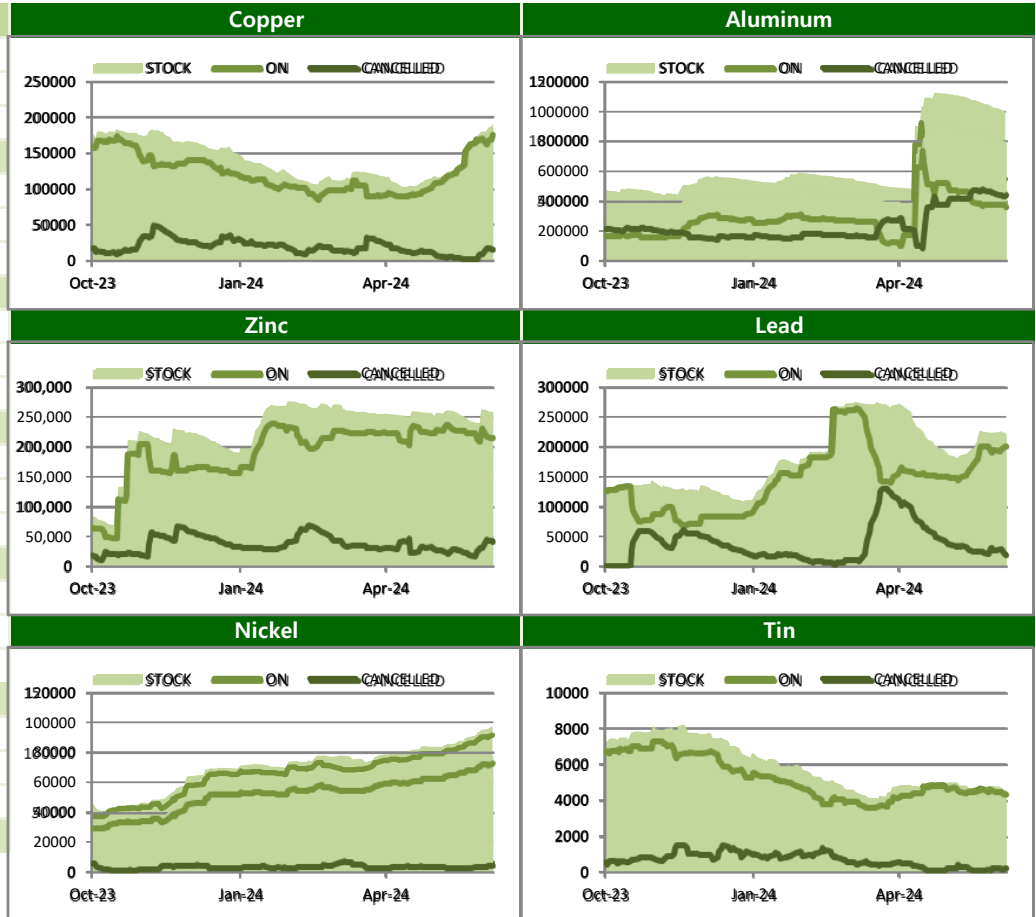 Copper
Aluminum
STOCK ON CANCELLED
STOCK ON CANCELLED
250000
200000
150000
100000
50000
0
Oct-23 Jan-24 Apr-24
1200000
1000000
600000
200000
0
Oct-23 Jan-24 Apr-24
Zinc
Lead
STOCK ON CANCELLED
STOCK ON CANCELLED
300,000
250,000
200,000
150,000
100,000
50,000
0
Oct-23 Jan-24 Apr-24
300000
250000
200000
150000
100000
50000
0
Oct-23 Jan-24 Apr-24
Nickel
Tin
STOCK ON CANCELLED
STOCK ON CANCELLED
100000
60000
20000
0
Oct-23 Jan-24 Apr-24
10000
8000
6000
4000
2000
0
Oct-23 Jan-24 Apr-24